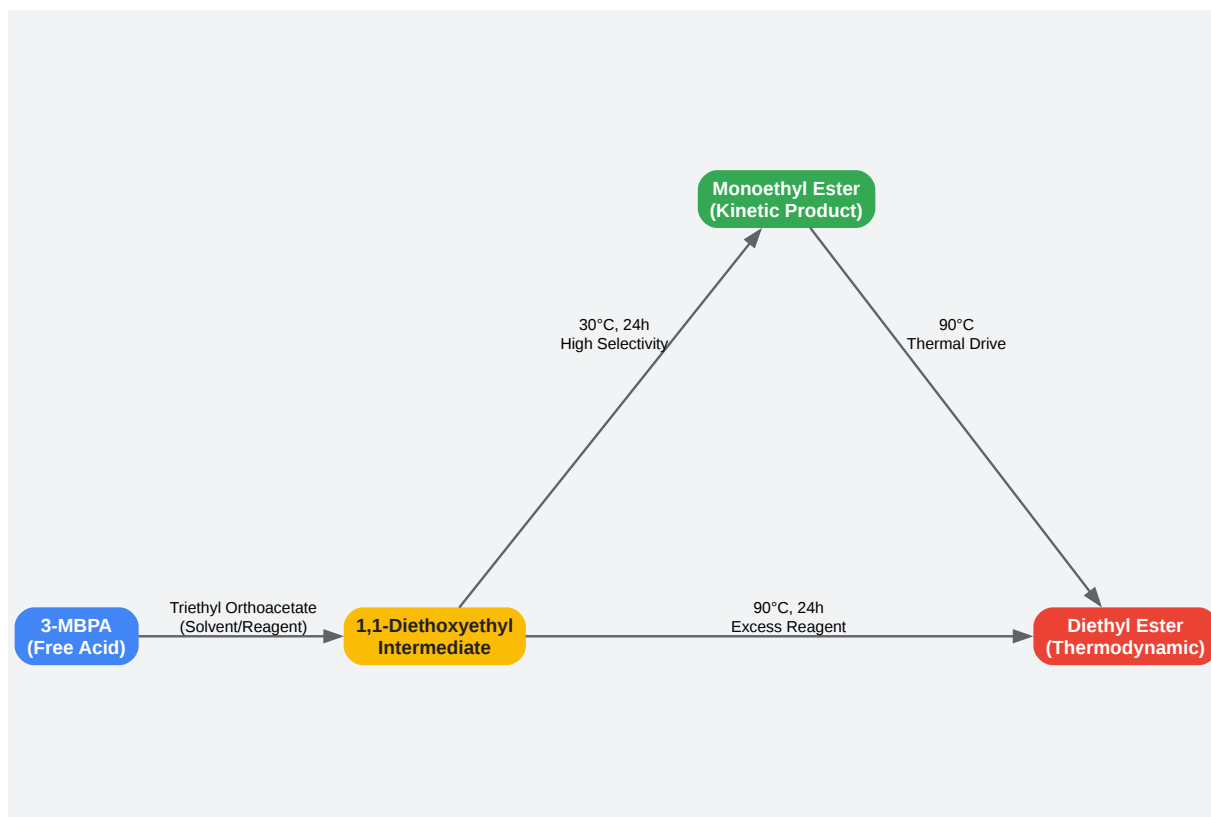 Monoethyl Ester
(Kinetic Product)
30°C, 24h
High Selectivity
90°C
Thermal Drive
Triethyl Orthoacetate
(Solvent/Reagent)
90°C, 24h
Excess Reagent
3-MBPA
(Free Acid)
1,1-Diethoxyethyl
Intermediate
Diethyl Ester
(Thermodynamic)